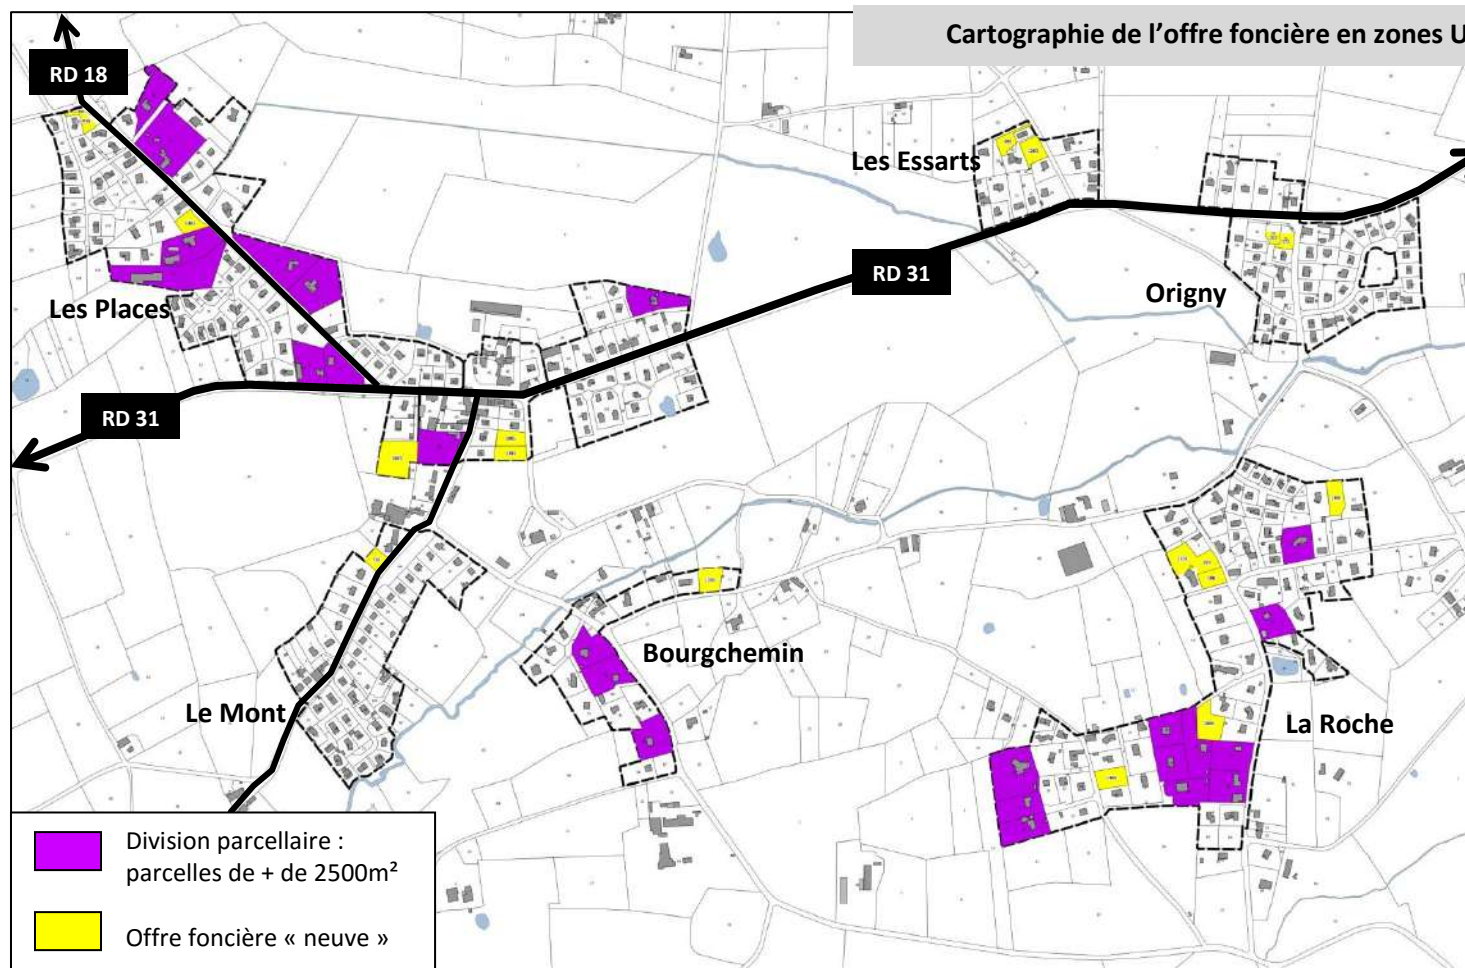 Cartographie de l’offre foncière en zones U
RD 18
Les Essarts
RD 31
Origny
Les Places
RD 31
Bourgchemin
Le Mont
La Roche
Division parcellaire :
parcelles de + de 2500m²
Offre foncière « neuve »